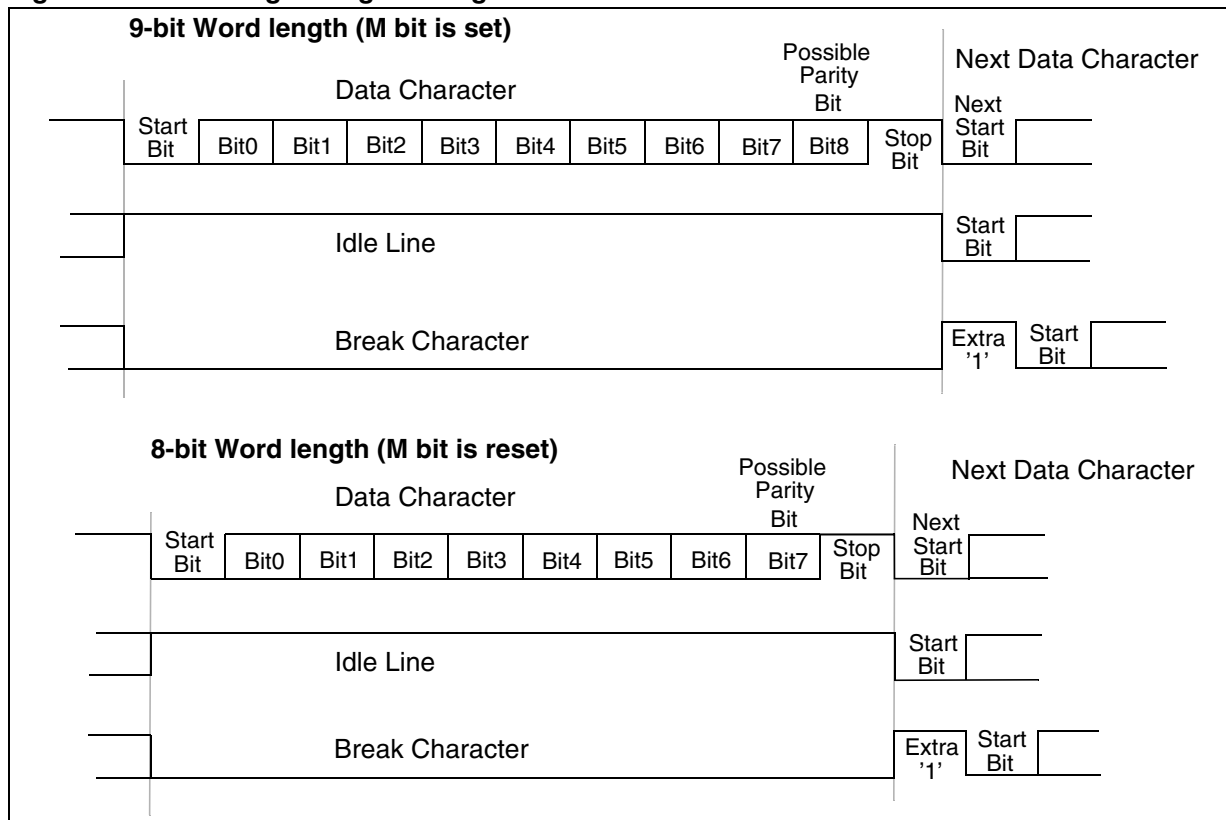 9-bit Word length (M bit is set)
Possible
Parity
Bit
Next Data Character
Data Character
Next
Start
Bit
Start
Bit
Bit0
Bit1
Bit2
Bit3
Bit4
Bit5
Bit6
Bit7
Bit8
Stop
Bit
Idle Line
Start
Bit
Break Character
Extra
'1'
Start
Bit
8-bit Word length (M bit is reset)
Possible
Parity
Bit
Next Data Character
Data Character
Next
Start
Bit
Start
Bit
Bit0
Bit1
Bit2
Bit3
Bit4
Bit5
Bit6
Bit7
Stop
Bit
Idle Line
Start
Bit
Break Character
Extra
'1'
Start
Bit